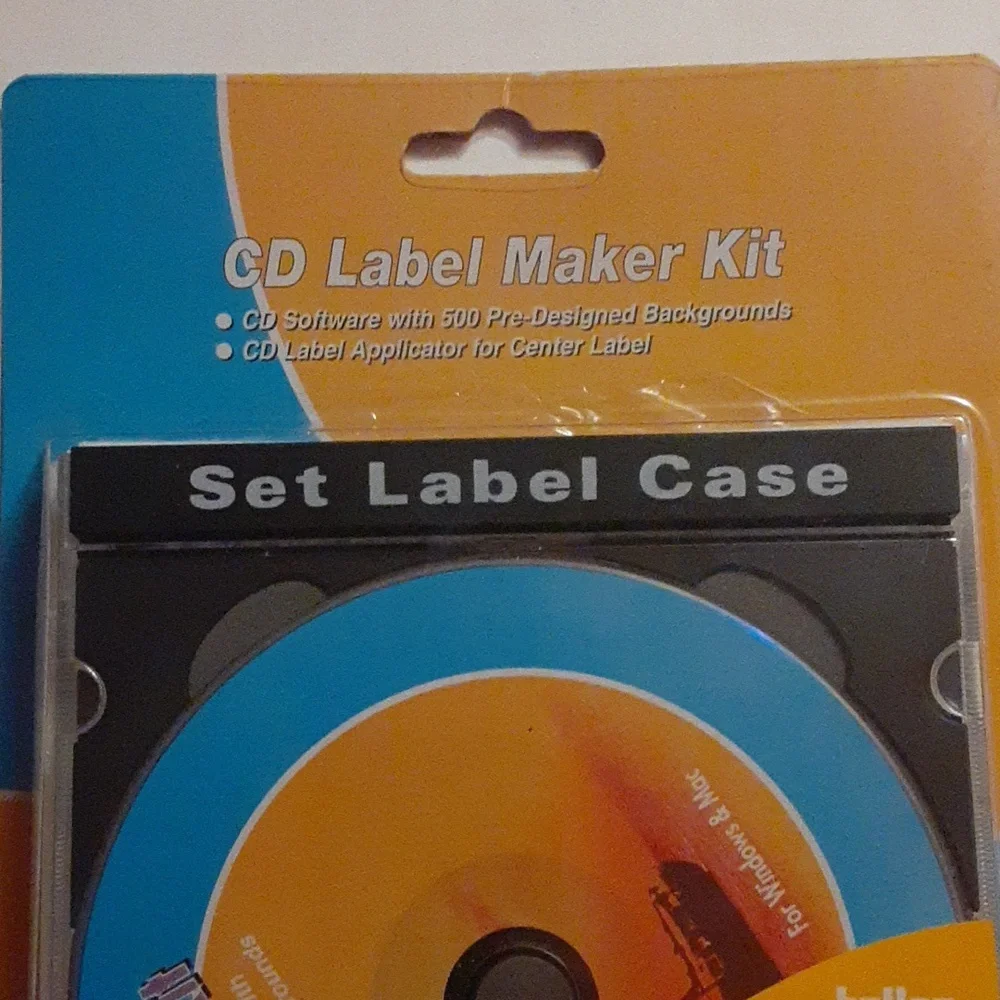 CD Label Maker Kit
CD Software with 500 Pre-Designed Backgrounds
CD Label Applicator for Center Label
Set Label Case
For Windows & Mac